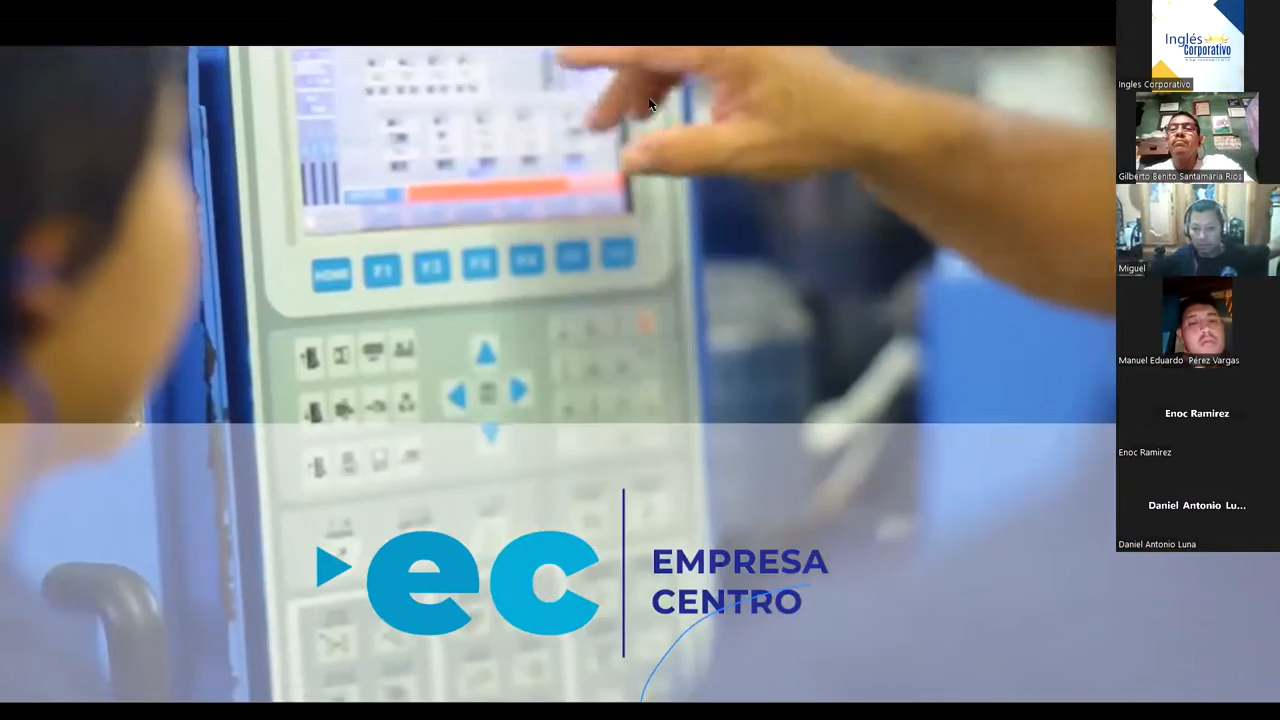 Inglés
Corporativo
Ingles Corporativo
Gilberto Benito Santamaria Rios
Miguel
Manuel Eduardo Pérez Vargas
Enoc Ramirez
Enoc Ramirez
Daniel Antonio Lu...
Daniel Antonio Luna
HOME F1 F2 F3 F4
ec
EMPRESA
CENTRO